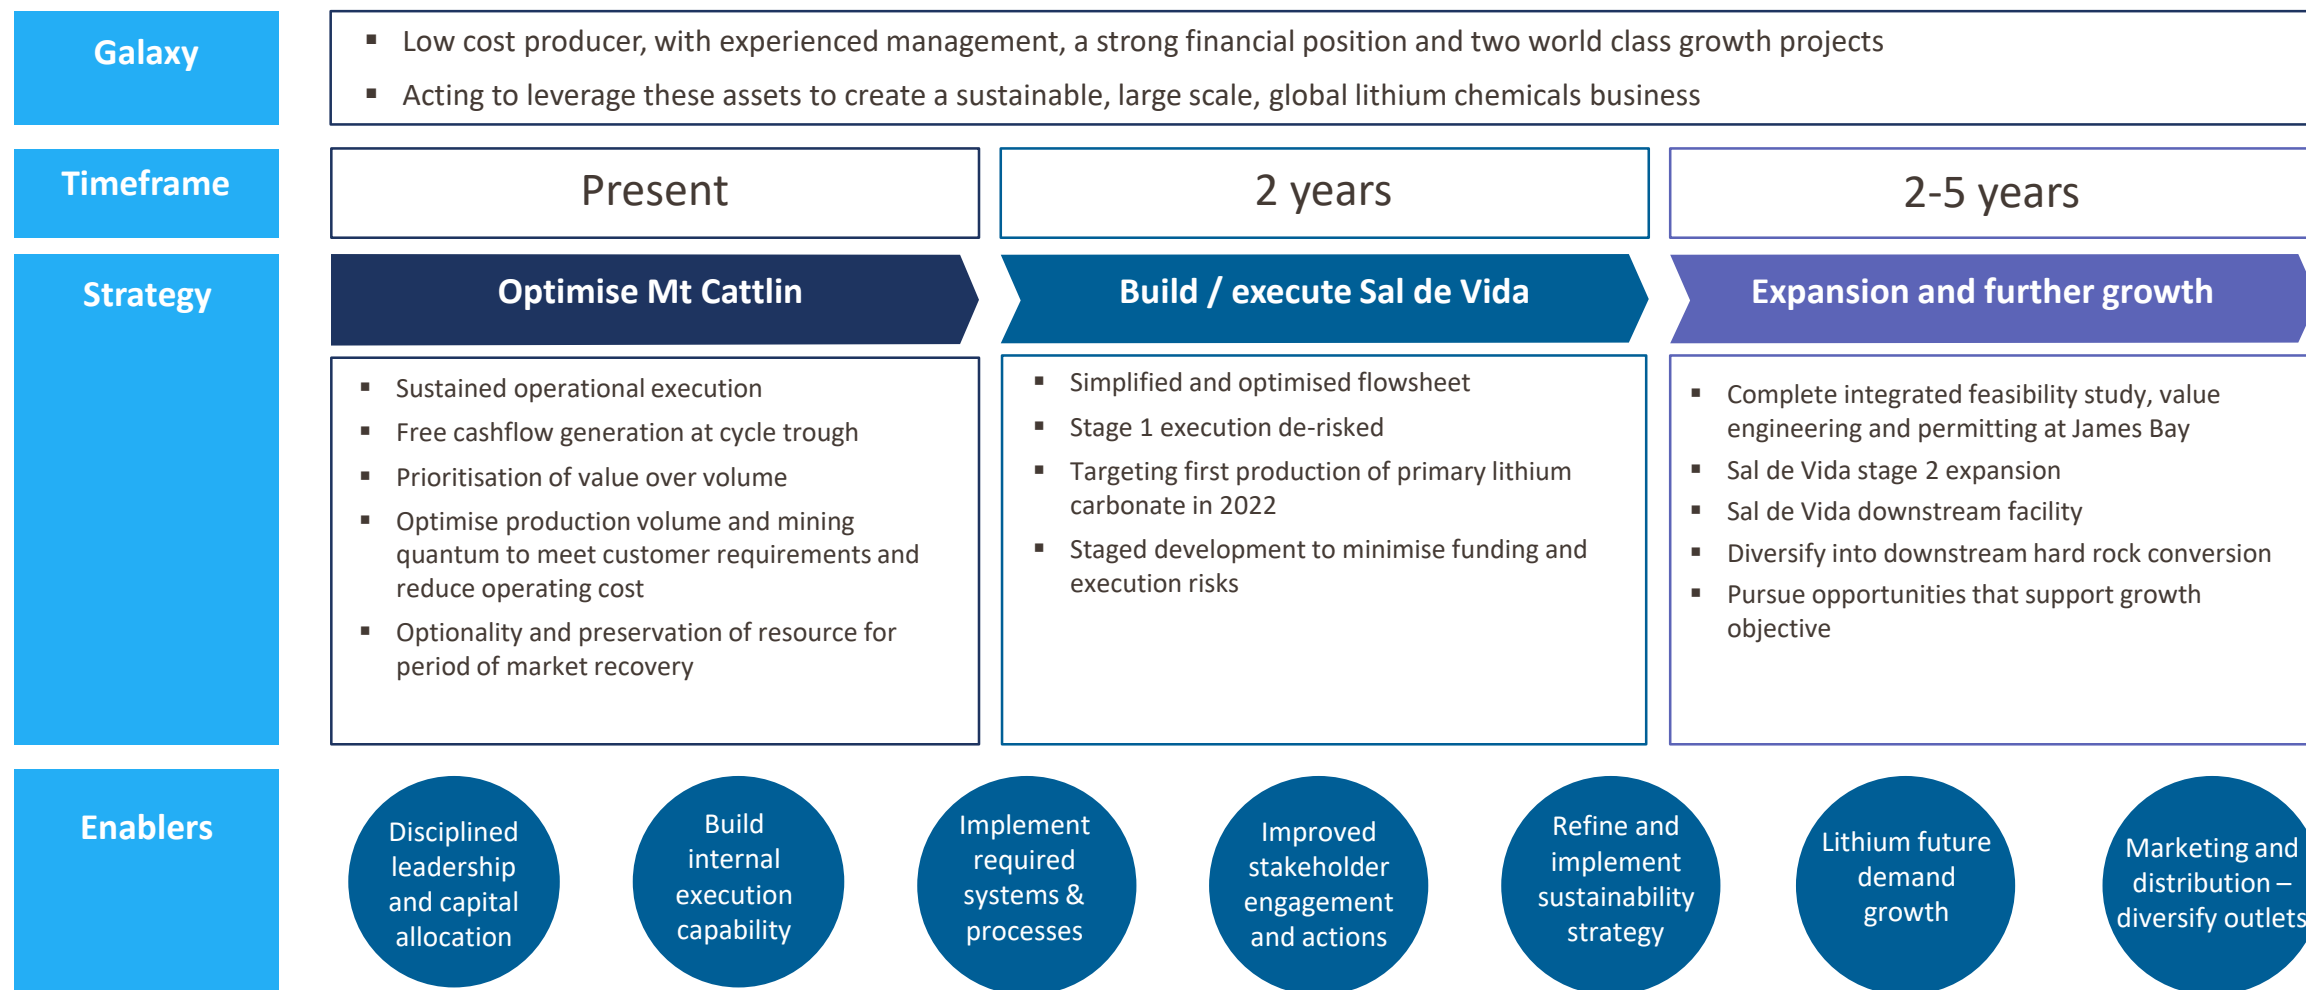 Galaxy
▪ Low cost producer, with experienced management, a strong financial position and two world class growth projects
▪ Acting to leverage these assets to create a sustainable, large scale, global lithium chemicals business
Timeframe
Present
2 years
2-5 years
Strategy
Optimise Mt Cattlin
Build / execute Sal de Vida
Expansion and further growth
▪ Sustained operational execution
▪ Free cashflow generation at cycle trough
▪ Prioritisation of value over volume
▪ Optimise production volume and mining
quantum to meet customer requirements and
reduce operating cost
▪ Optionality and preservation of resource for
period of market recovery
▪ Simplified and optimised flowsheet
▪ Stage 1 execution de-risked
▪ Targeting first production of primary lithium
carbonate in 2022
▪ Staged development to minimise funding and
execution risks
▪ Complete integrated feasibility study, value
engineering and permitting at James Bay
▪ Sal de Vida stage 2 expansion
▪ Sal de Vida downstream facility
▪ Diversify into downstream hard rock conversion
▪ Pursue opportunities that support growth
objective
Enablers
Disciplined
leadership
and capital
allocation
Build
internal
execution
capability
Implement
required
systems &
processes
Improved
stakeholder
engagement
and actions
Refine and
implement
sustainability
strategy
Lithium future
demand
growth
Marketing and
distribution –
diversify outlets